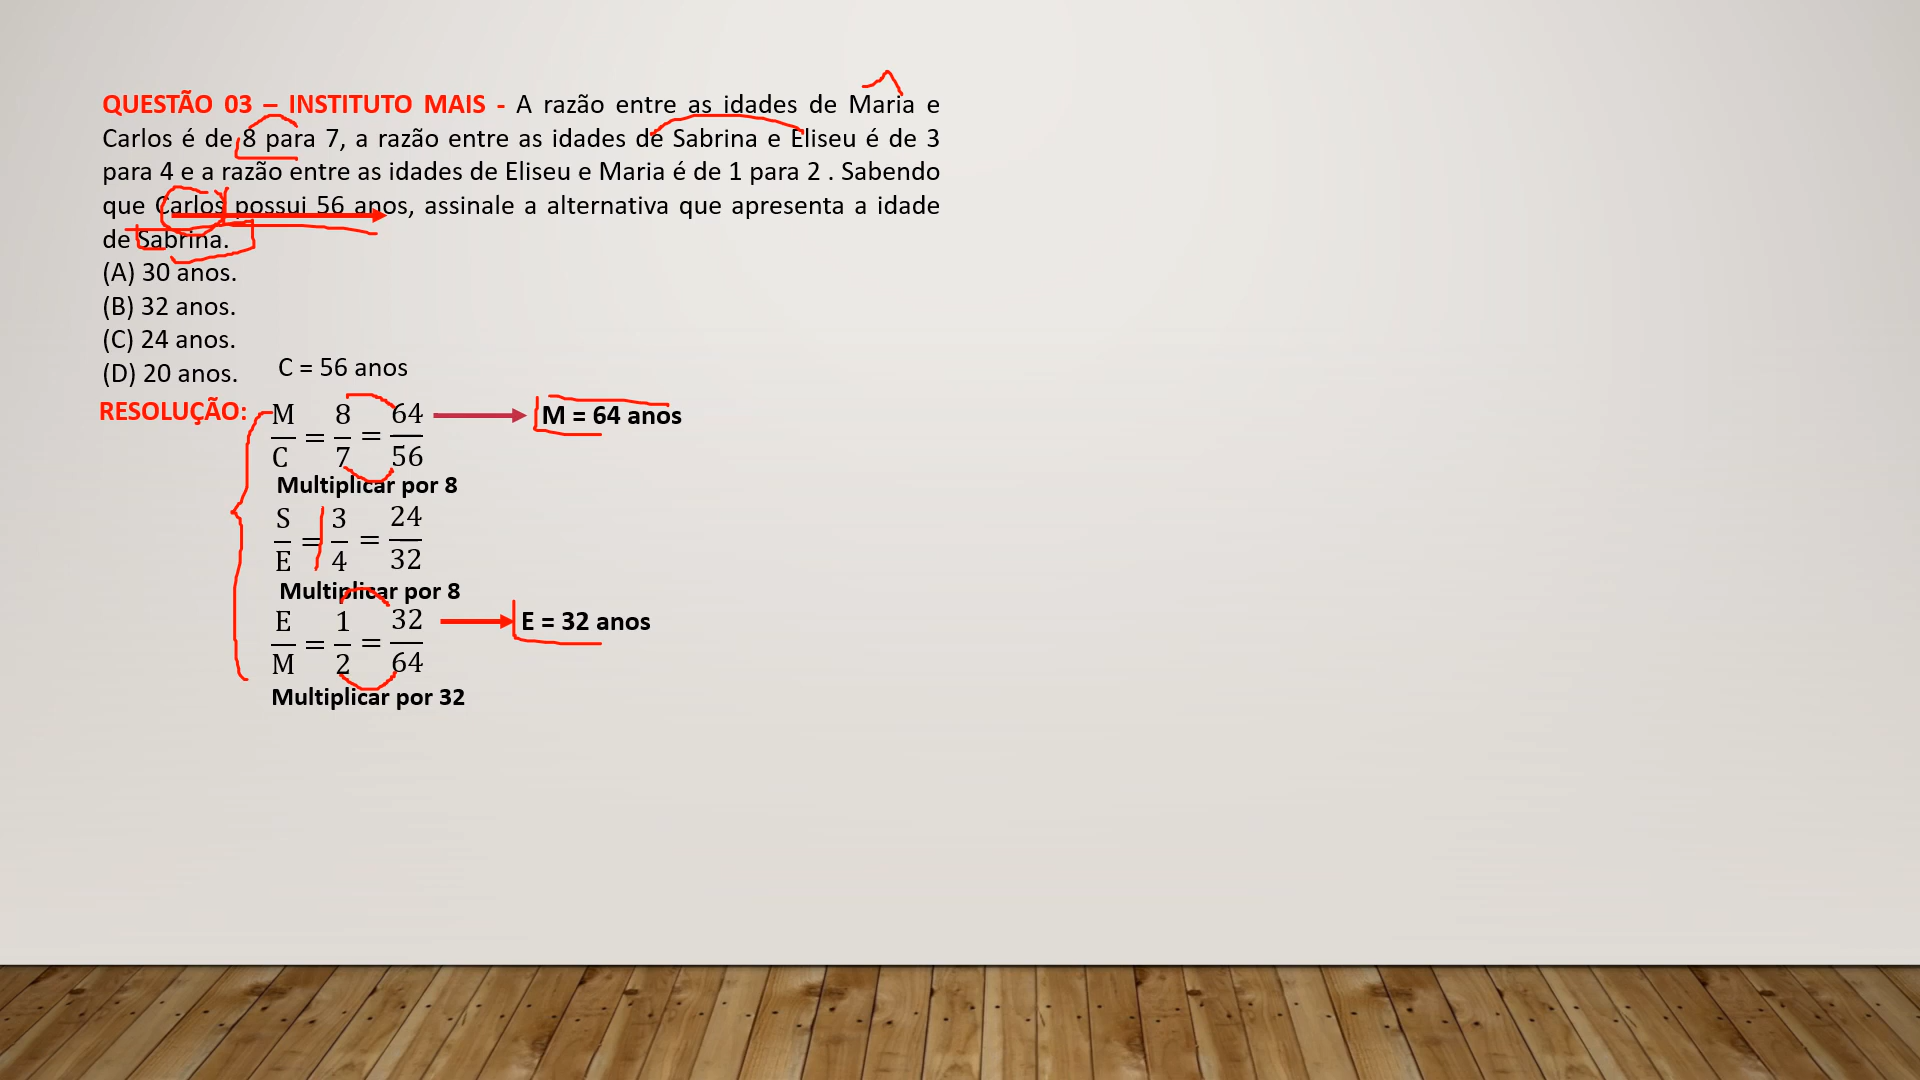 QUESTÃO 03 – INSTITUTO MAIS - A razão entre as idades de Maria e
Carlos é de 8 para 7, a razão entre as idades de Sabrina e Eliseu é de 3
para 4 e a razão entre as idades de Eliseu e Maria é de 1 para 2 . Sabendo
que Carlos possui 56 anos, assinale a alternativa que apresenta a idade
de Sabrina.
(A) 30 anos.
(B) 32 anos.
(C) 24 anos.
(D) 20 anos.
C = 56 anos
RESOLUÇÃO:
M/C = 8/7 = 64/56
M = 64 anos
Multiplicar por 8
S/E = 3/4 = 24/32
Multiplicar por 8
E/M = 1/2 = 32/64
E = 32 anos
Multiplicar por 32